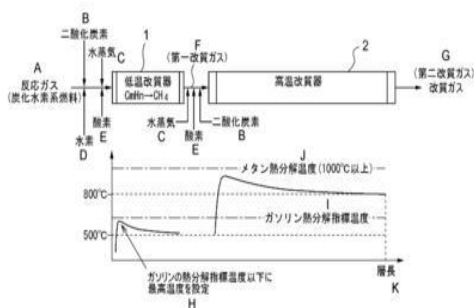 B
二酸化炭素
水蒸気
C
1
F
(第一改質ガス)
2
G
(第二改質ガス)
改質ガス
A
反応ガス
(炭化水素系燃料)
低温改質器
CmHn→CH4
高温改質器
水素
D
酸素
E
水蒸気
C
酸素
E
二酸化炭素
B
J
メタン熱分解温度(1000℃以上)
800℃
I
ガソリン熱分解指標温度
500℃
層長
K
ガソリンの熱分解指標温度以下に
最高温度を設定
H